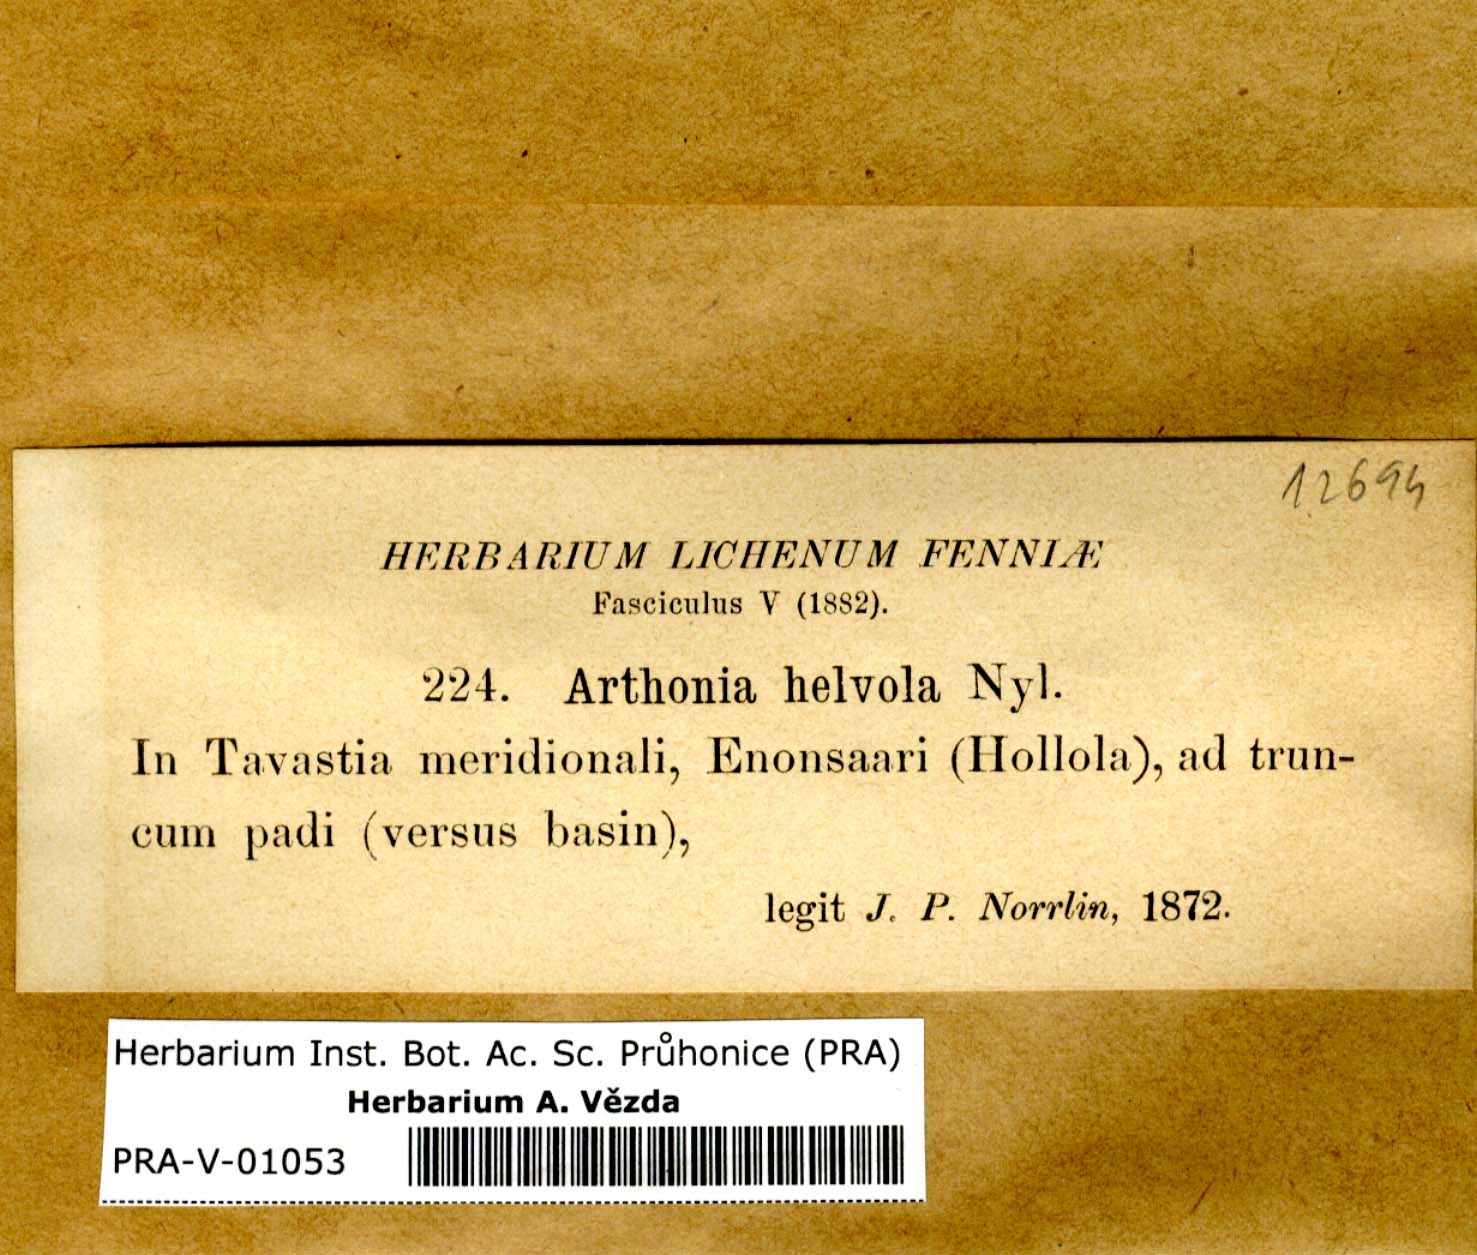 12694
HERBARIUM LICHENUM FENNIÆ
Fasciculus V (1882).
224. Arthonia helvola Nyl.
In Tavastia meridionali, Enonsaari (Hollola), ad trun-
cum padi (versus basin),
legit J. P. Norrlin, 1872.
Herbarium Inst. Bot. Ac. Sc. Průhonice (PRA)
Herbarium A. Vězda
PRA-V-01053